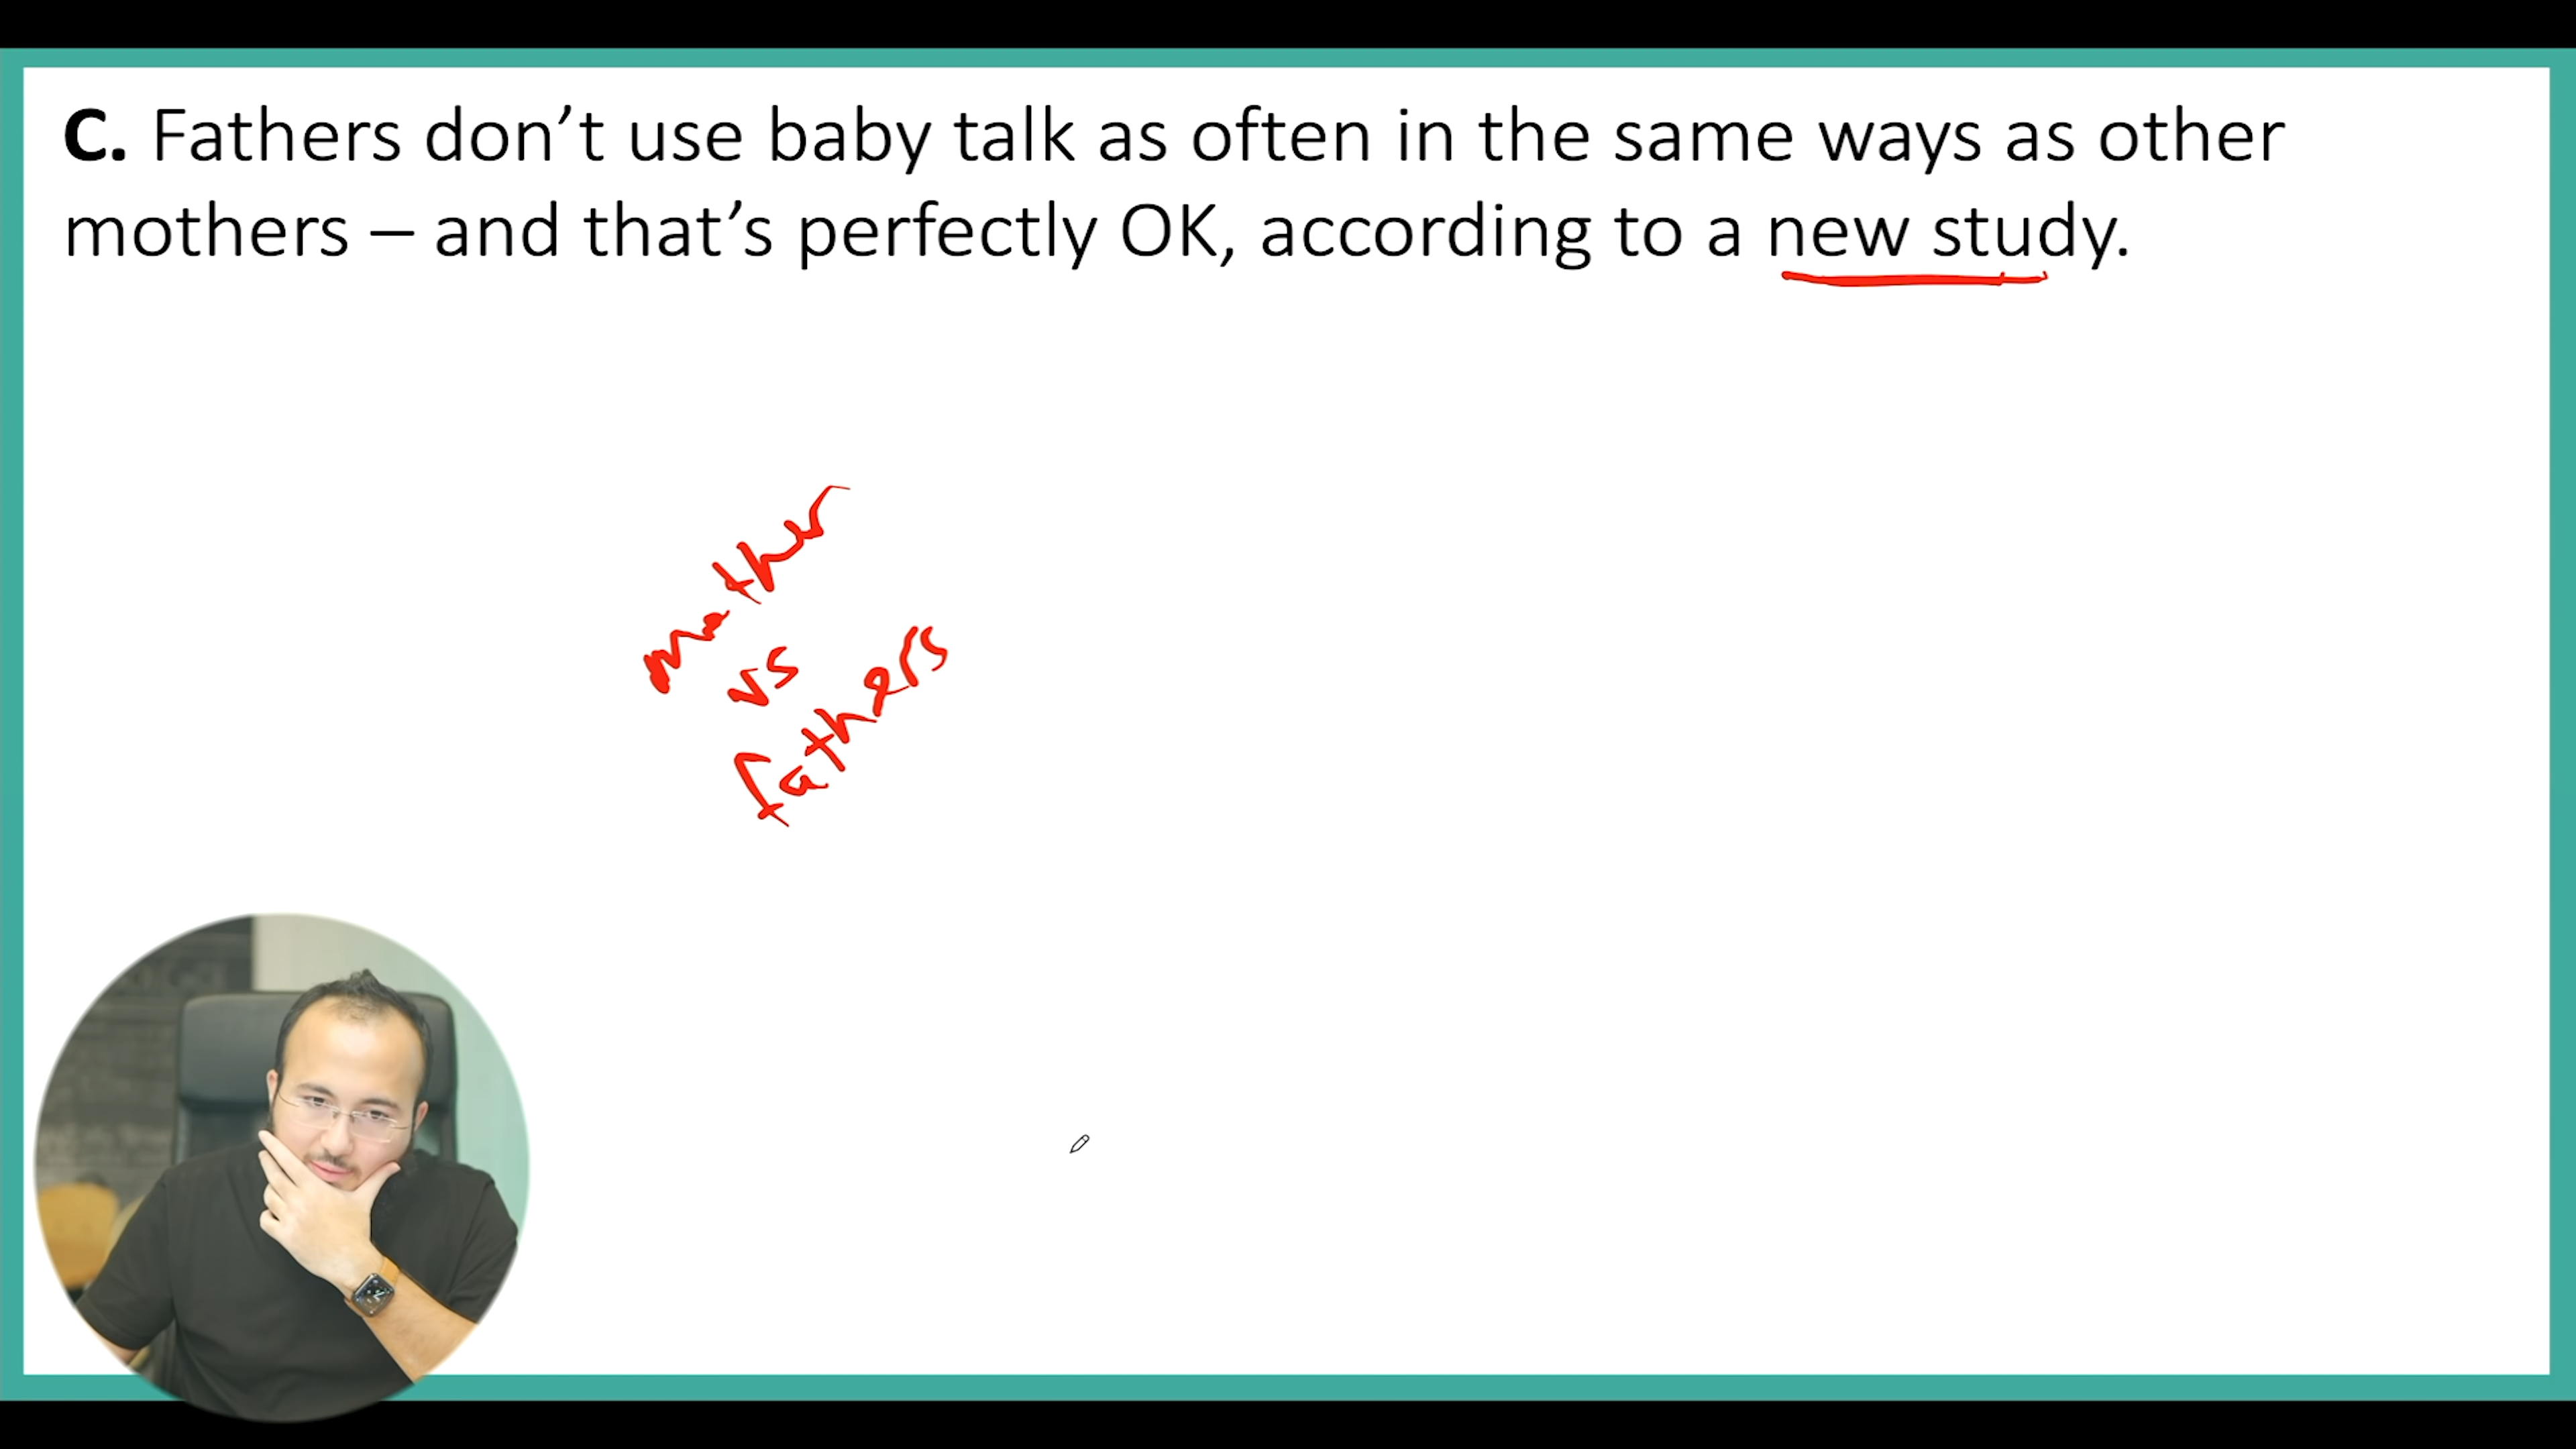 C. Fathers don’t use baby talk as often in the same ways as other
mothers – and that’s perfectly OK, according to a new study.
mother
vs
fathers